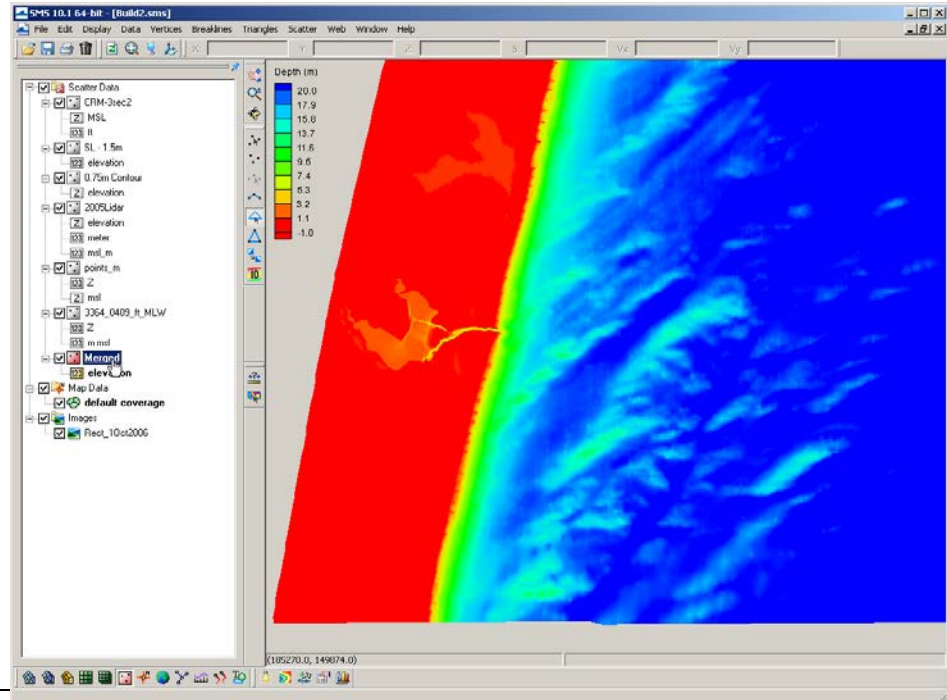 SMS 10.1 64-bit - [Build2.sms]
File Edit Display Data Vertices Breaklines Triangles Scatter Web Window Help
X: Y: Z: S: Vx: Vy:
Scatter Data
CRM-3sec2
MSL
ft
SL - 1.5m
elevation
0.75m Contour
elevation
2005Lidar
elevation
meter
msl_m
points_m
Z
msl
3364_0409_ft_MLW
Z
m msl
Merged
elevation
Map Data
default coverage
Images
Rect_10ct2006
Depth (m)
20.0
17.9
15.8
13.7
11.6
9.5
7.4
5.3
3.2
1.1
-1.0
(185270.0, 149874.0)